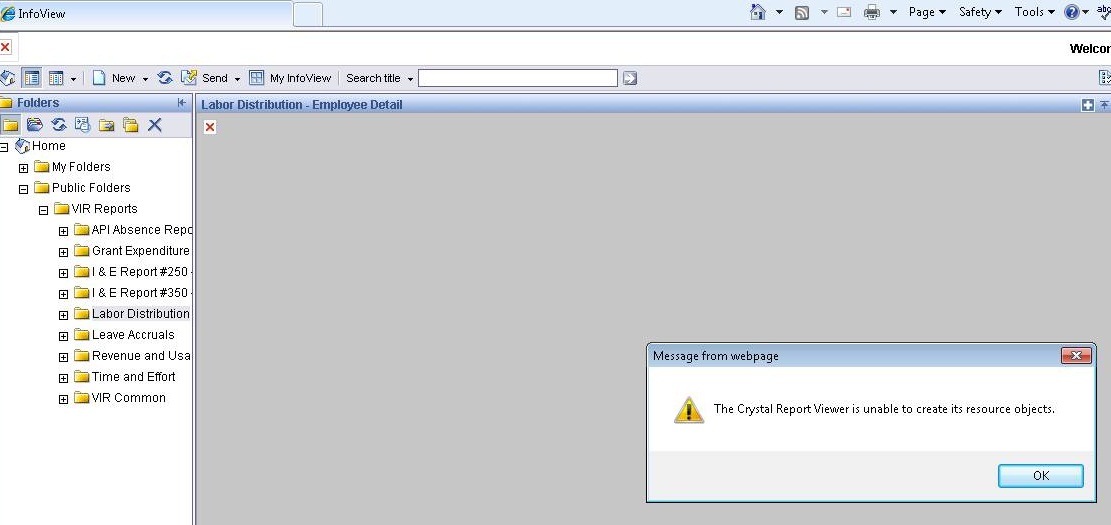 InfoView
Page Safety Tools
Welcor
New Send My InfoView Search title
Folders
Labor Distribution - Employee Detail
Home
My Folders
Public Folders
VIR Reports
API Absence Repo
Grant Expenditure
I & E Report #250 -
I & E Report #350 -
Labor Distribution
Leave Accruals
Revenue and Usa
Time and Effort
VIR Common
Message from webpage
The Crystal Report Viewer is unable to create its resource objects.
OK